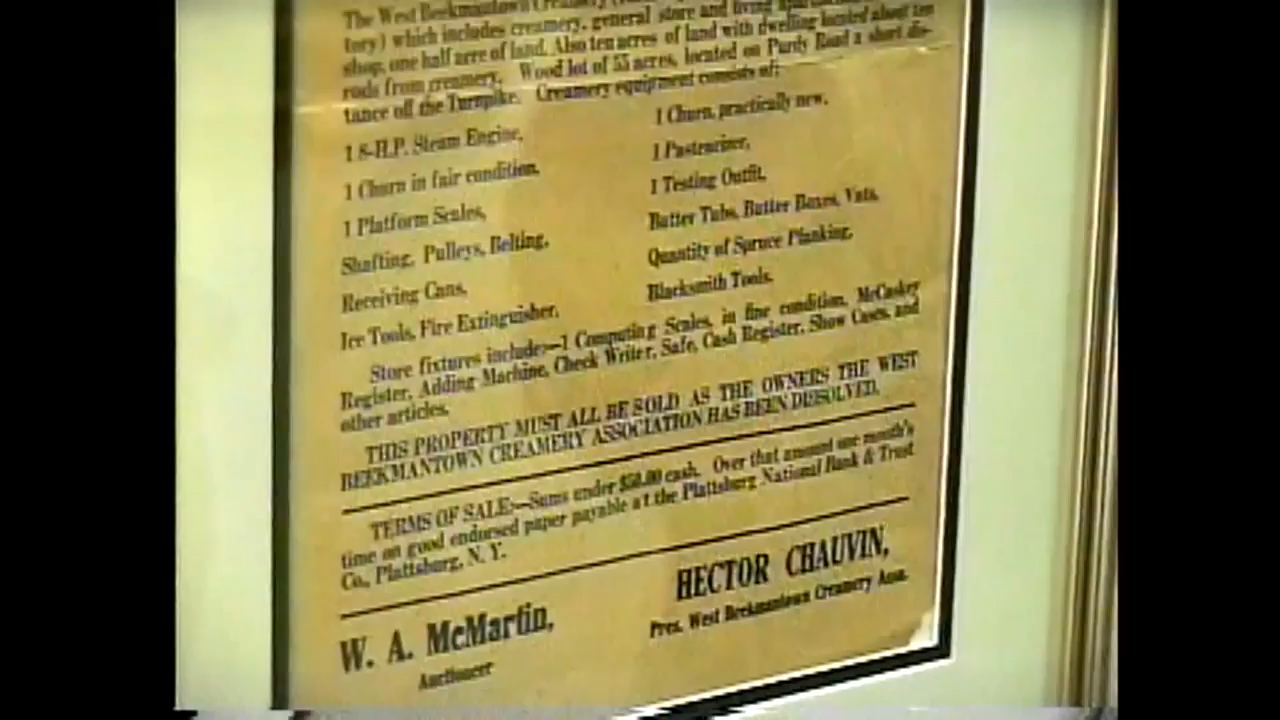 The West Beekmantown Creamery
tory) which includes creamery, general store and living
shop, one half acre of land. Also ten acres of land with dwelling located about ten
rods from creamery. Wood lot of 55 acres, located on Purdy Road a short dis-
tance off the Turnpike. Creamery equipment consists of:
1 8-H.P. Steam Engine,
1 Churn in fair condition,
1 Platform Scales,
Shafting, Pulleys, Belting,
Receiving Cans,
Ice Tools, Fire Extinguisher,
1 Churn, practically new,
1 Pasteurizer,
1 Testing Outfit,
Butter Tubs, Butter Boxes, Vats,
Quantity of Spruce Planking,
Blacksmith Tools.
Store fixtures include:—1 Computing Scales, in fine condition, McCaskey
Register, Adding Machine, Check Writer, Safe, Cash Register, Show Cases, and
other articles.
THIS PROPERTY MUST ALL BE SOLD AS THE OWNERS THE WEST
BEEKMANTOWN CREAMERY ASSOCIATION HAS BEEN DISSOLVED.
TERMS OF SALE:—Sums under $50.00 cash. Over that amount one month's
time on good endorsed paper payable at the Plattsburg National Bank & Trust
Co., Plattsburg, N. Y.
HECTOR CHAUVIN,
Pres. West Beekmantown Creamery Assn.
W. A. McMartin,
Auctioneer